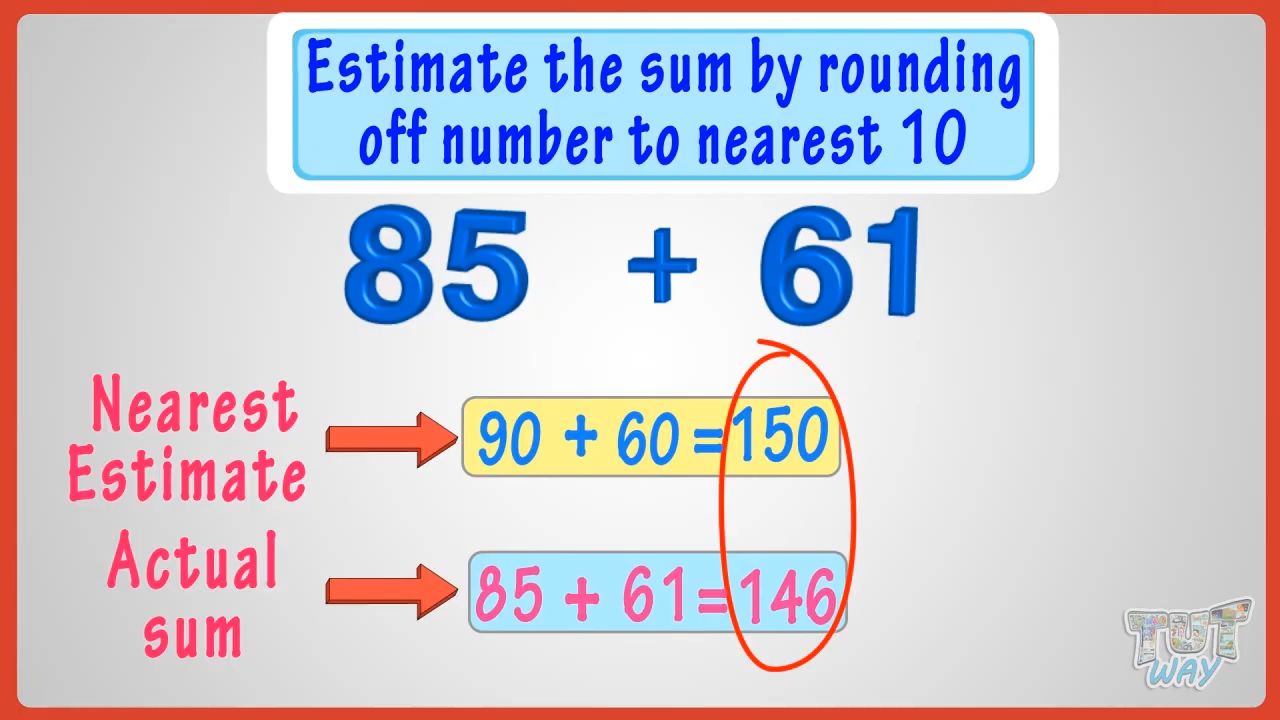 Estimate the sum by rounding
off number to nearest 10
85 + 61
Nearest
Estimate
90 + 60 = 150
Actual
sum
85 + 61 = 146
TUT
WAY